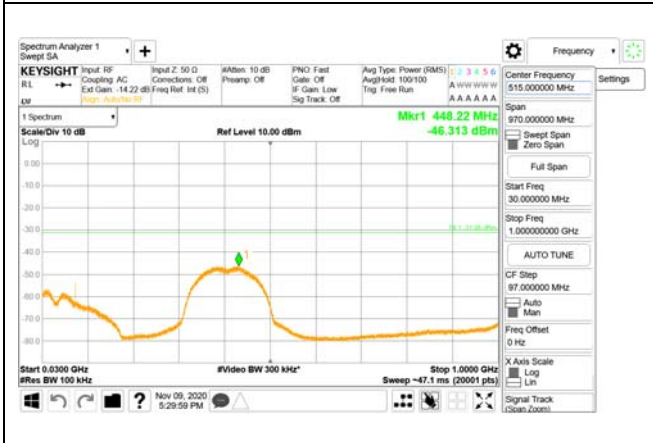 Spectrum Analyzer 1
Swept SA
+
Frequency
KEYSIGHT
Input: RF
Coupling: AC
Ext Gain: -14.22 dB
Align: Auto/No RF
Input Z: 50 Ω
Corrections: Off
Freq Ref: Int (S)
#Atten: 10 dB
Preamp: Off
PNO: Fast
Gate: Off
IF Gain: Low
Sig Track: Off
Avg Type: Power (RMS)
Avg|Hold: 100/100
Trig: Free Run
1 2 3 4 5 6
A W W W W W
A A A A A A
RL
1 Spectrum
Scale/Div 10 dB
Log
Ref Level 10.00 dBm
Mkr1 448.22 MHz
-46.313 dBm
0.00
-10.0
-20.0
-30.0
-40.0
-50.0
-60.0
-70.0
-80.0
1
Start 0.0300 GHz
#Res BW 100 kHz
#Video BW 300 kHz*
Stop 1.0000 GHz
Sweep ~47.1 ms (20001 pts)
?
Nov 09, 2020
5:29:59 PM
Center Frequency
515.000000 MHz
Settings
Span
970.000000 MHz
Swept Span
Zero Span
Full Span
Start Freq
30.000000 MHz
Stop Freq
1.000000000 GHz
AUTO TUNE
CF Step
97.000000 MHz
Auto
Man
Freq Offset
0 Hz
X Axis Scale
Log
Lin
Signal Track
(Span Zoom)